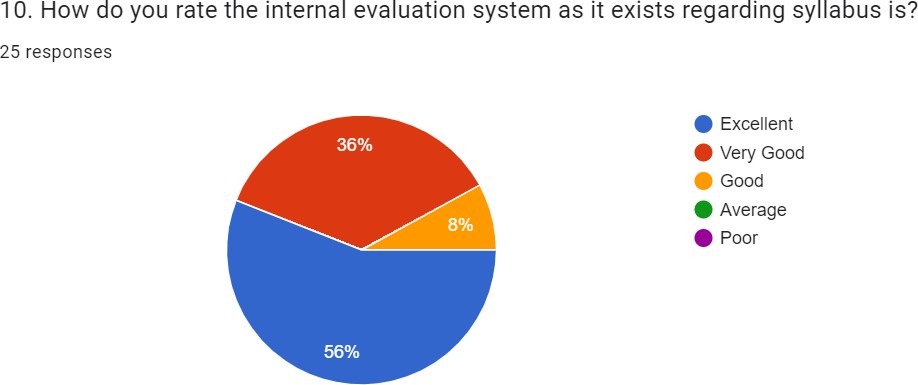 10. How do you rate the internal evaluation system as it exists regarding syllabus is?
25 responses
36%
8%
56%
Excellent
Very Good
Good
Average
Poor